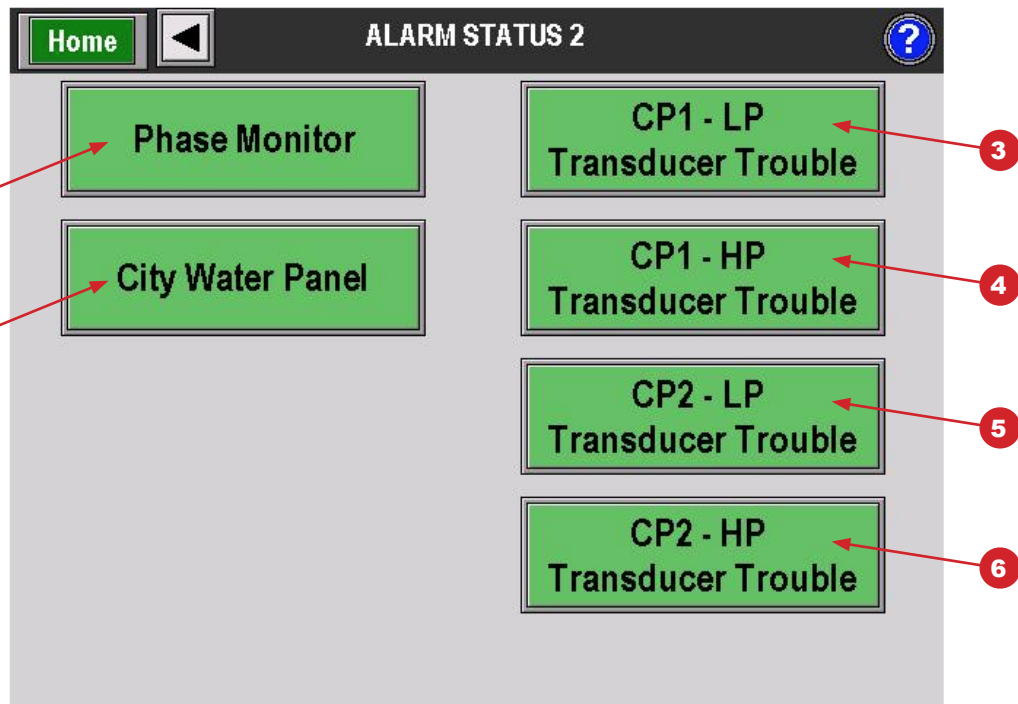 Home
ALARM STATUS 2
?
Phase Monitor
CP1 - LP
Transducer Trouble
3
City Water Panel
CP1 - HP
Transducer Trouble
4
CP2 - LP
Transducer Trouble
5
CP2 - HP
Transducer Trouble
6